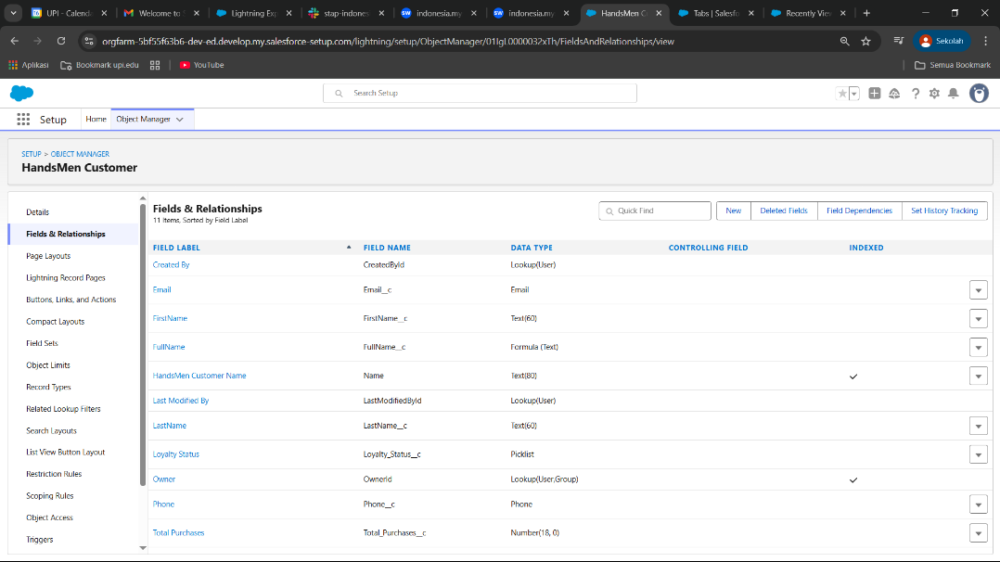 UPI - Calenda
Welcome to S
Lightning Exp
stap-indones
indonesia.my
indonesia.my
HandsMen C
Tabs | Salesfo
Recently View
orgfarm-5bf55f63b6-dev-ed.develop.my.salesforce-setup.com/lightning/setup/ObjectManager/01IgL0000032xTh/FieldsAndRelationships/view
Sekolah
Aplikasi
Bookmark upi.edu
YouTube
Semua Bookmark
Search Setup
Setup
Home
Object Manager
SETUP > OBJECT MANAGER
HandsMen Customer
Details
Fields & Relationships
Page Layouts
Lightning Record Pages
Buttons, Links, and Actions
Compact Layouts
Field Sets
Object Limits
Record Types
Related Lookup Filters
Search Layouts
List View Button Layout
Restriction Rules
Scoping Rules
Object Access
Triggers
Fields & Relationships
11 Items, Sorted by Field Label
Quick Find
New
Deleted Fields
Field Dependencies
Set History Tracking
FIELD LABEL FIELD NAME DATA TYPE CONTROLLING FIELD INDEXED
Created By CreatedById Lookup(User)
Email Email__c Email
FirstName FirstName__c Text(60)
FullName FullName__c Formula (Text)
HandsMen Customer Name Name Text(80)
Last Modified By LastModifiedById Lookup(User)
LastName LastName__c Text(60)
Loyalty Status Loyalty_Status__c Picklist
Owner OwnerId Lookup(User,Group)
Phone Phone__c Phone
Total Purchases Total_Purchases__c Number(18, 0)